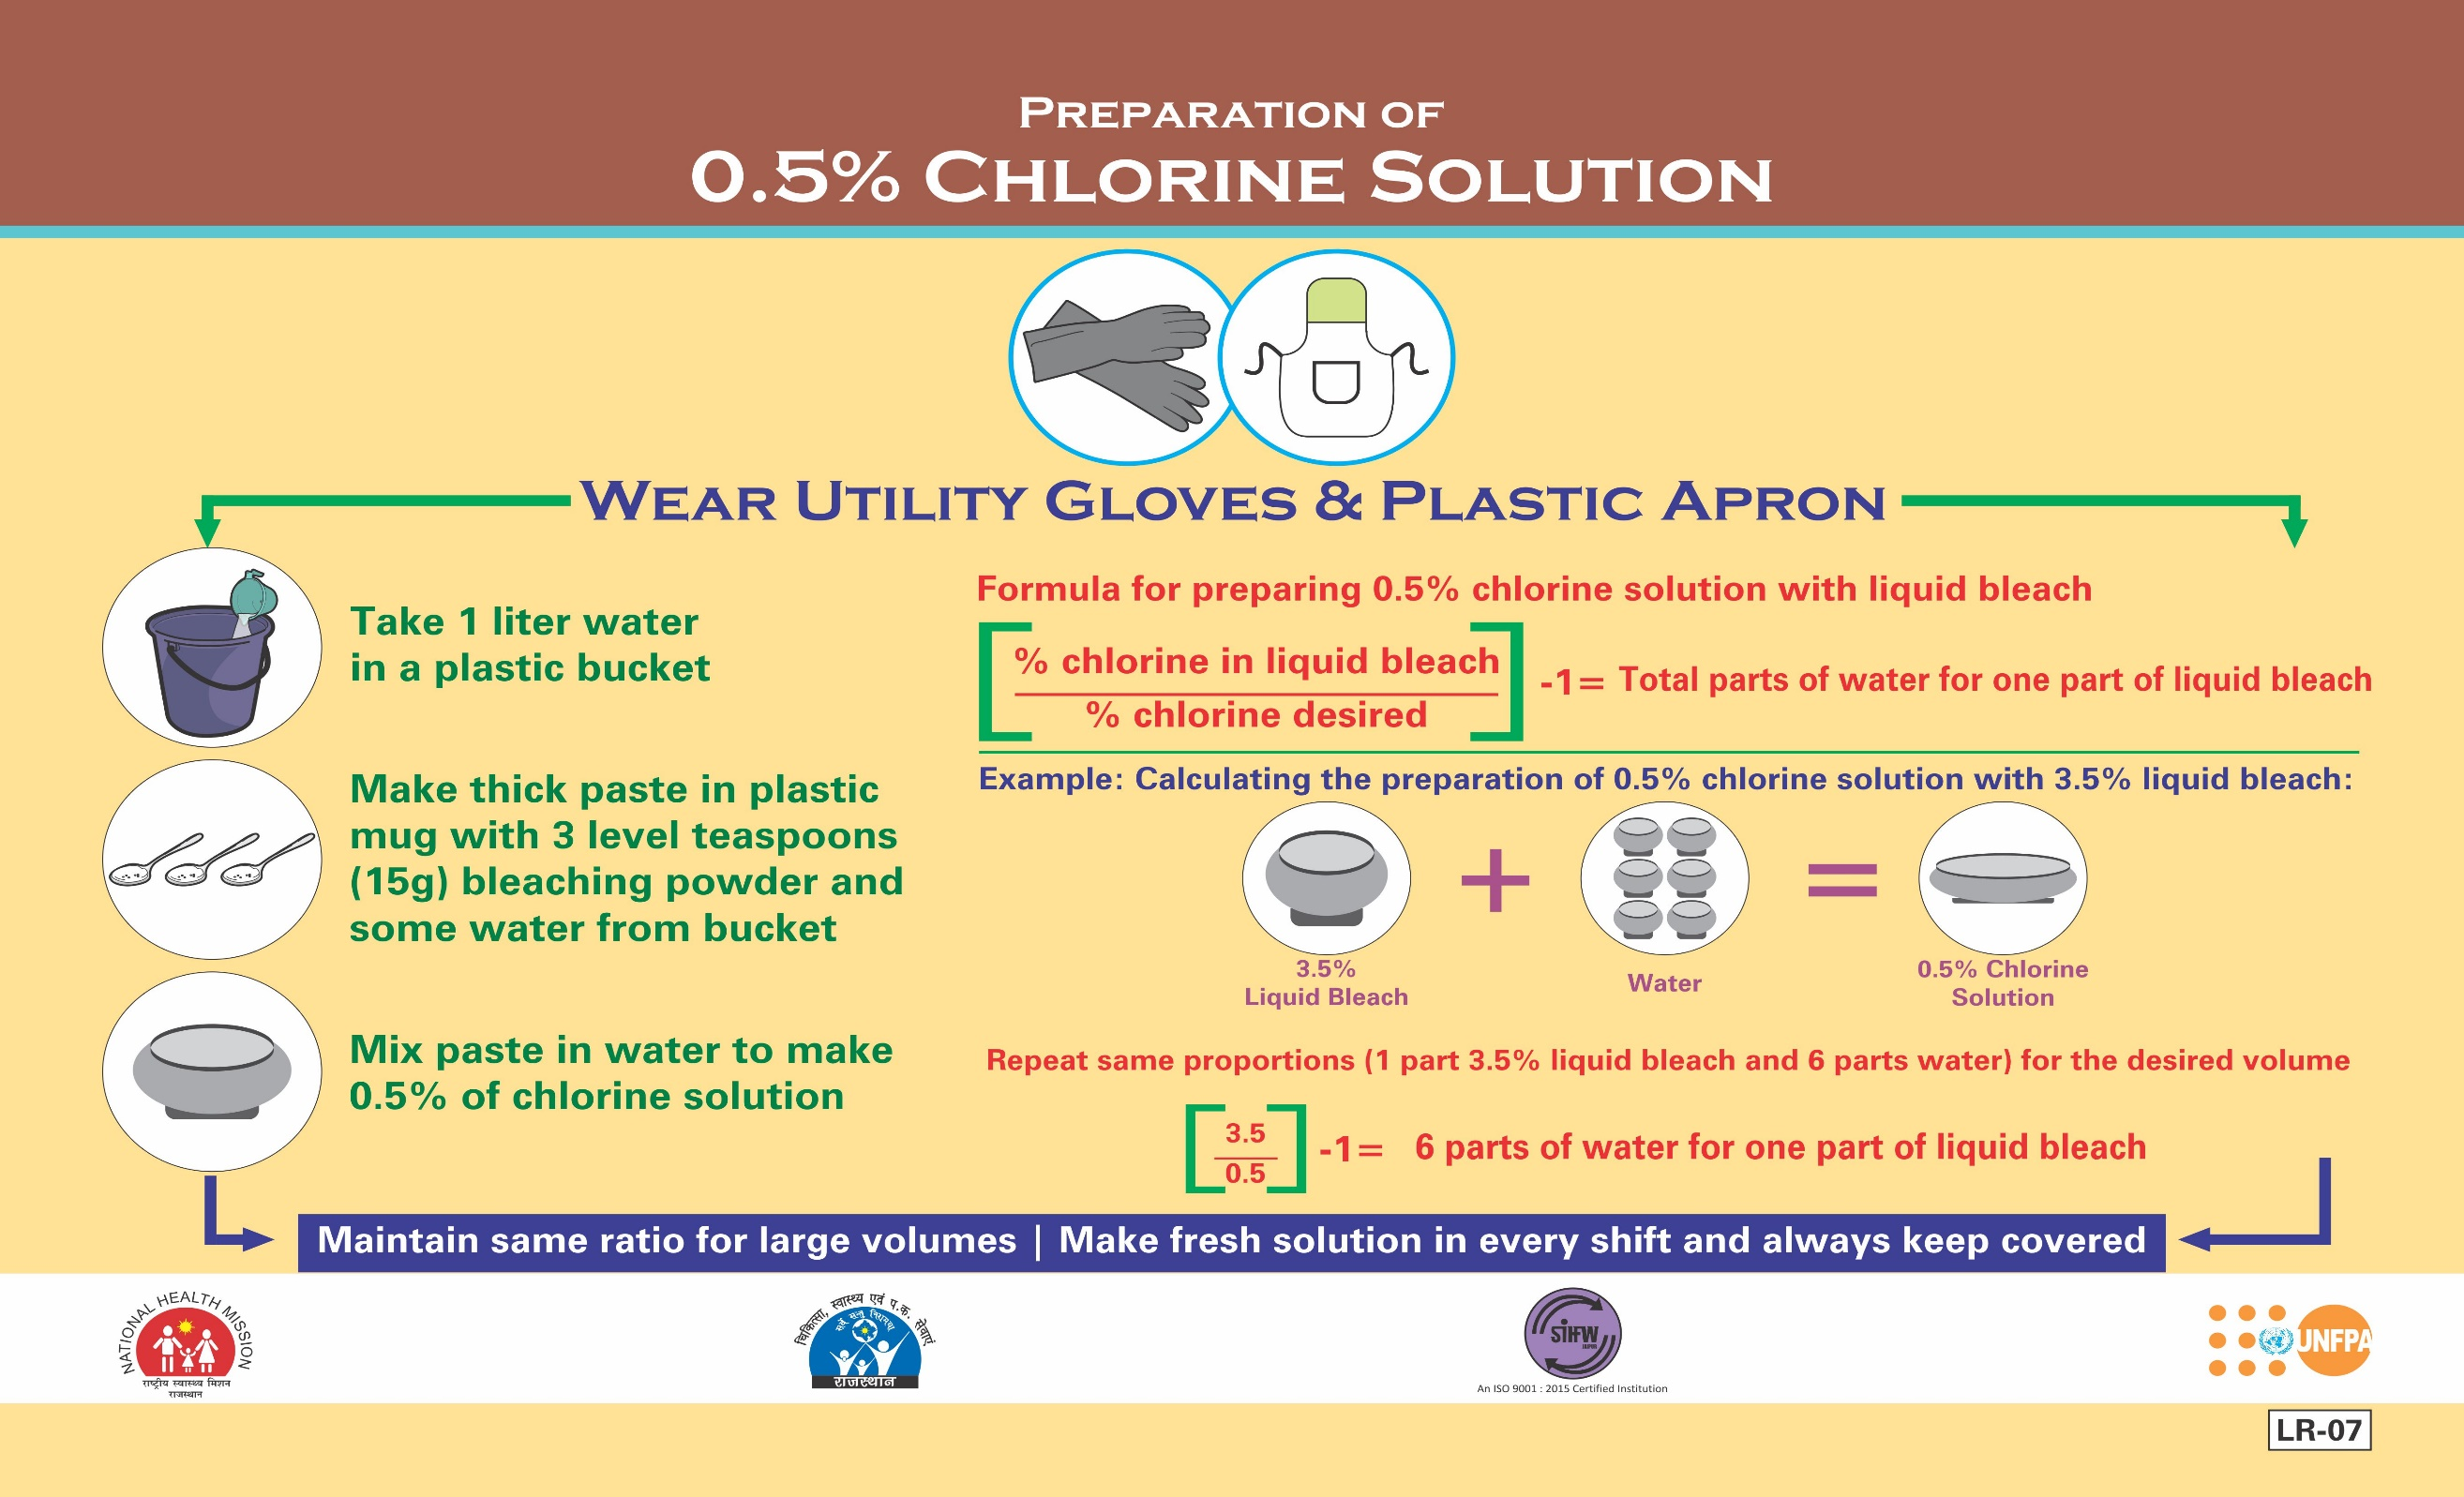 PREPARATION OF
0.5% CHLORINE SOLUTION
WEAR UTILITY GLOVES & PLASTIC APRON
Take 1 liter water
in a plastic bucket
Make thick paste in plastic
mug with 3 level teaspoons
(15g) bleaching powder and
some water from bucket
Mix paste in water to make
0.5% of chlorine solution
Formula for preparing 0.5% chlorine solution with liquid bleach
% chlorine in liquid bleach
% chlorine desired
-1= Total parts of water for one part of liquid bleach
Example: Calculating the preparation of 0.5% chlorine solution with 3.5% liquid bleach:
+
=
3.5%
Liquid Bleach
Water
0.5% Chlorine
Solution
Repeat same proportions (1 part 3.5% liquid bleach and 6 parts water) for the desired volume
3.5
0.5
-1= 6 parts of water for one part of liquid bleach
Maintain same ratio for large volumes | Make fresh solution in every shift and always keep covered
NATIONAL HEALTH MISSION
राष्ट्रीय स्वास्थ्य मिशन
राजस्थान
चिकित्सा, स्वास्थ्य एवं प.क. सेवाएं
राजस्थान
SIHFW
JAIPUR
An ISO 9001 : 2015 Certified Institution
UNFPA
LR-07